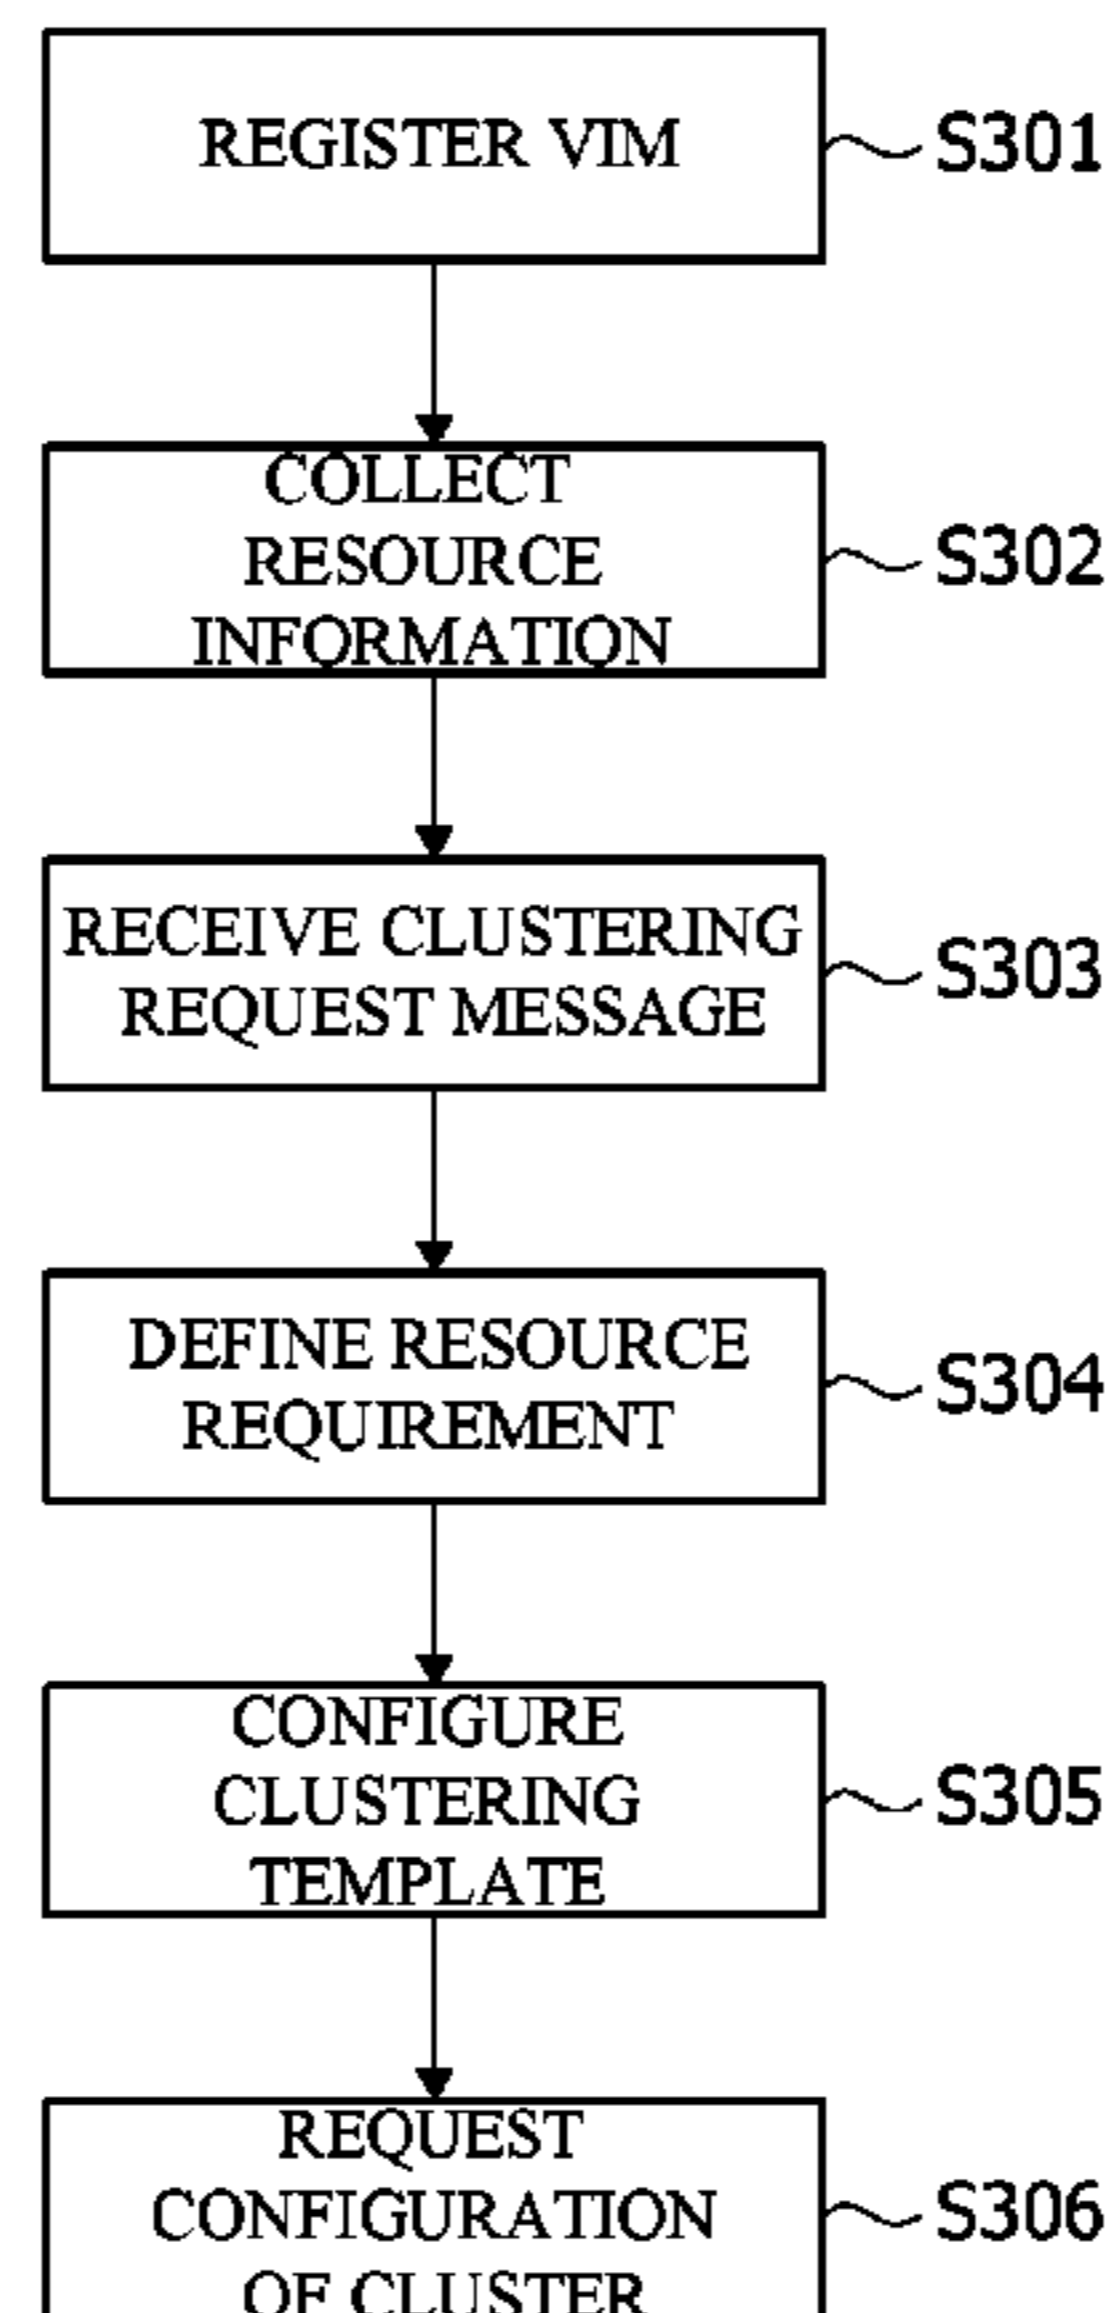 REGISTER VIM
S301
COLLECT
RESOURCE
INFORMATION
S302
RECEIVE CLUSTERING
REQUEST MESSAGE
S303
DEFINE RESOURCE
REQUIREMENT
S304
CONFIGURE
CLUSTERING
TEMPLATE
S305
REQUEST
CONFIGURATION
OF CLUSTER
S306